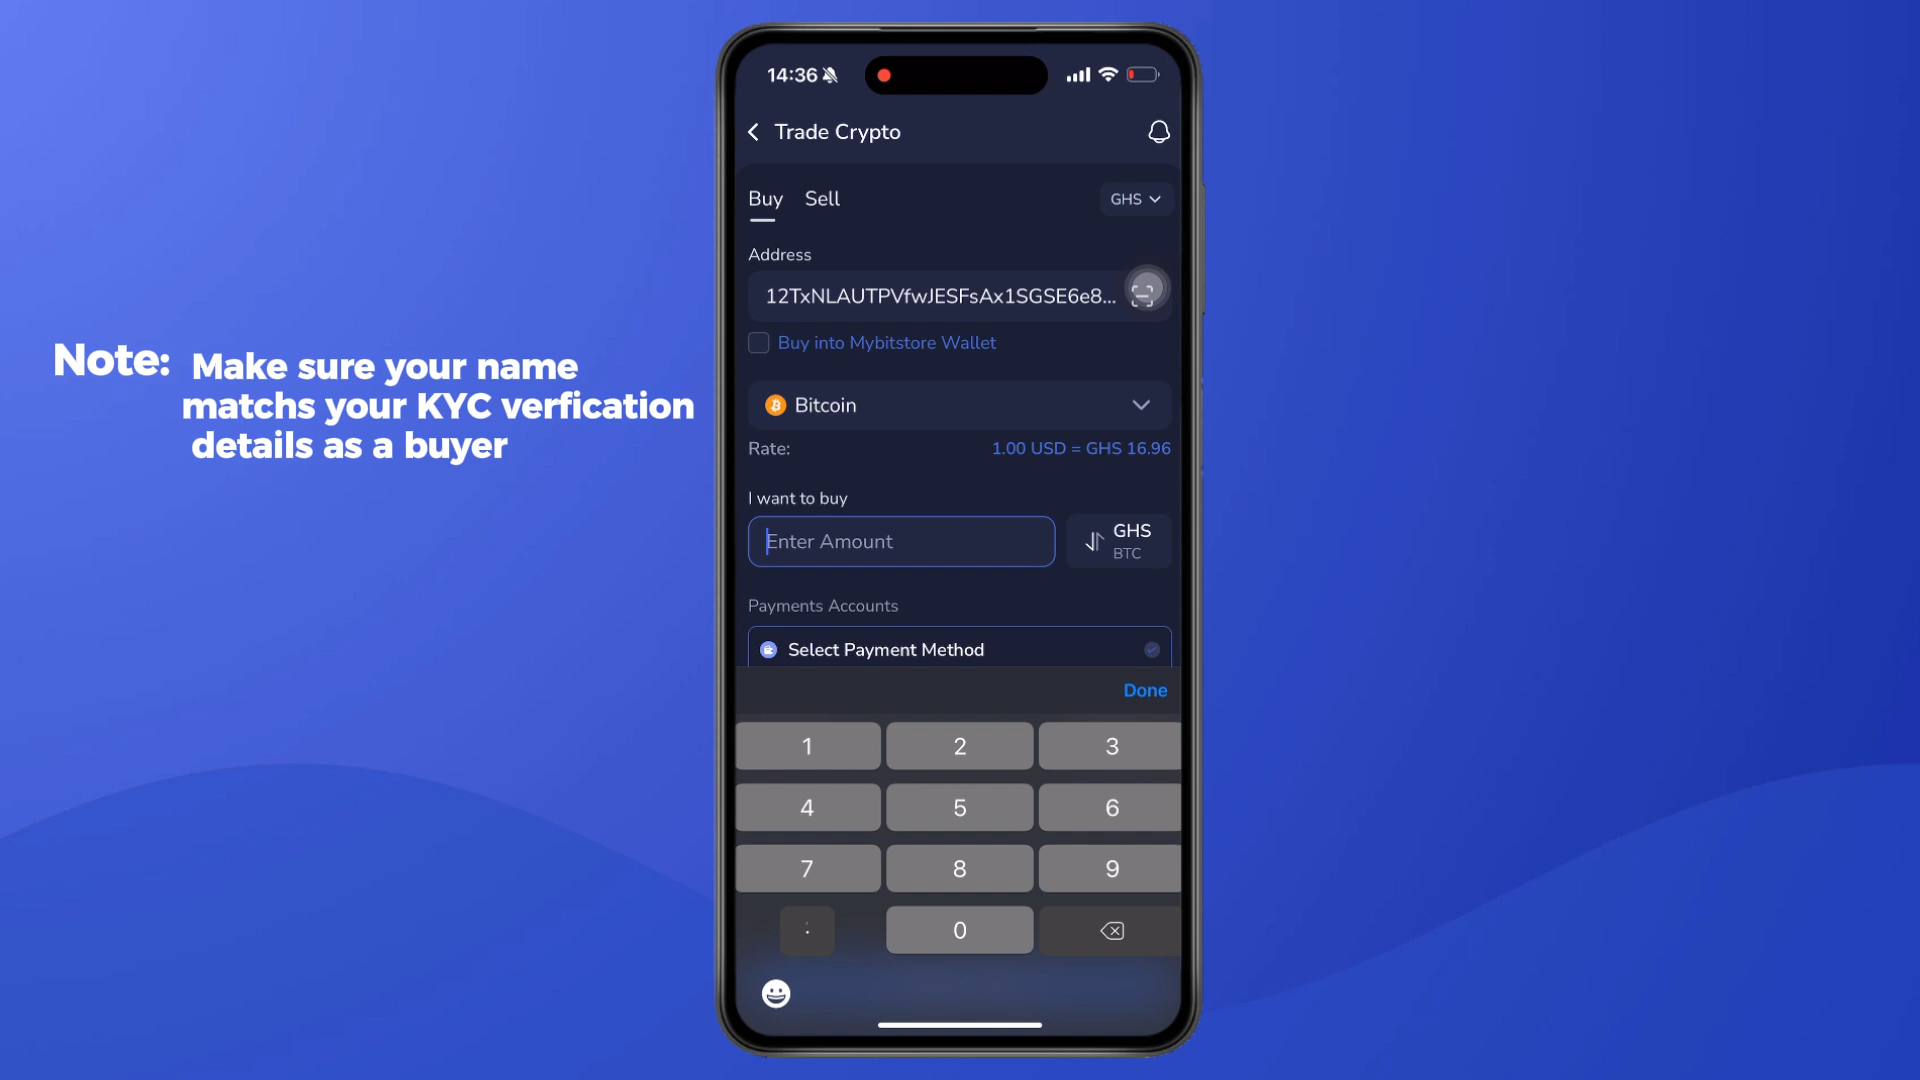 14:36
Trade Crypto
Buy Sell GHS
Address
12TxNLAUTPVfwJESFsAx1SGSE6e8...
Buy into Mybitstore Wallet
Bitcoin
Rate: 1.00 USD = GHS 16.96
I want to buy
Enter Amount
GHS
BTC
Payments Accounts
Select Payment Method
Done
1 2 3
4 5 6
7 8 9
. 0
Note: Make sure your name
matchs your KYC verfication
details as a buyer